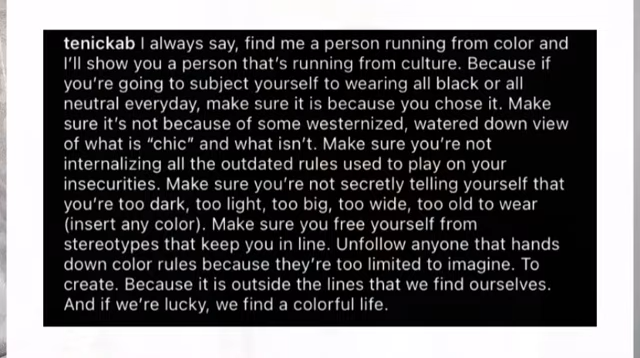 tenickab I always say, find me a person running from color and
I'll show you a person that's running from culture. Because if
you're going to subject yourself to wearing all black or all
neutral everyday, make sure it is because you chose it. Make
sure it's not because of some westernized, watered down view
of what is “chic” and what isn't. Make sure you're not
internalizing all the outdated rules used to play on your
insecurities. Make sure you're not secretly telling yourself that
you're too dark, too light, too big, too wide, too old to wear
(insert any color). Make sure you free yourself from
stereotypes that keep you in line. Unfollow anyone that hands
down color rules because they're too limited to imagine. To
create. Because it is outside the lines that we find ourselves.
And if we're lucky, we find a colorful life.